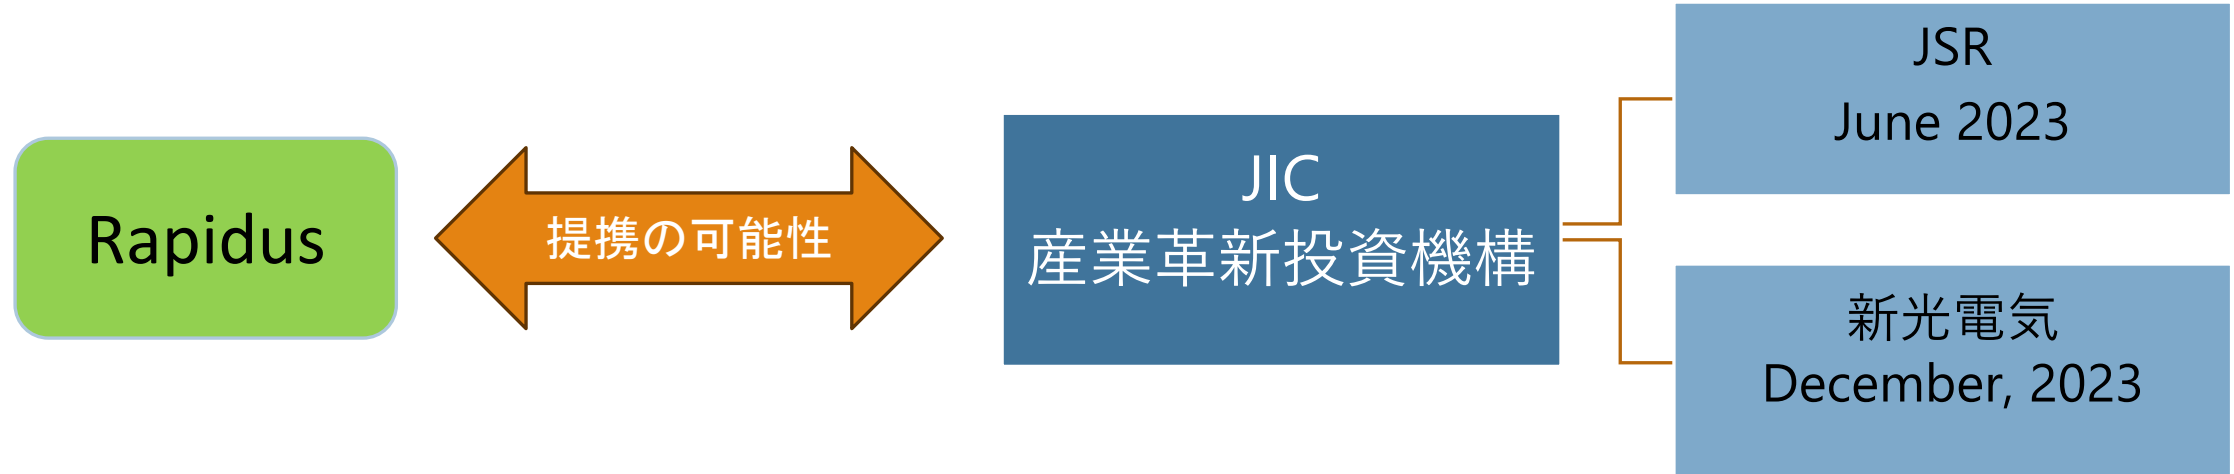 Rapidus
提携の可能性
JIC
産業革新投資機構
JSR
June 2023
新光電気
December, 2023